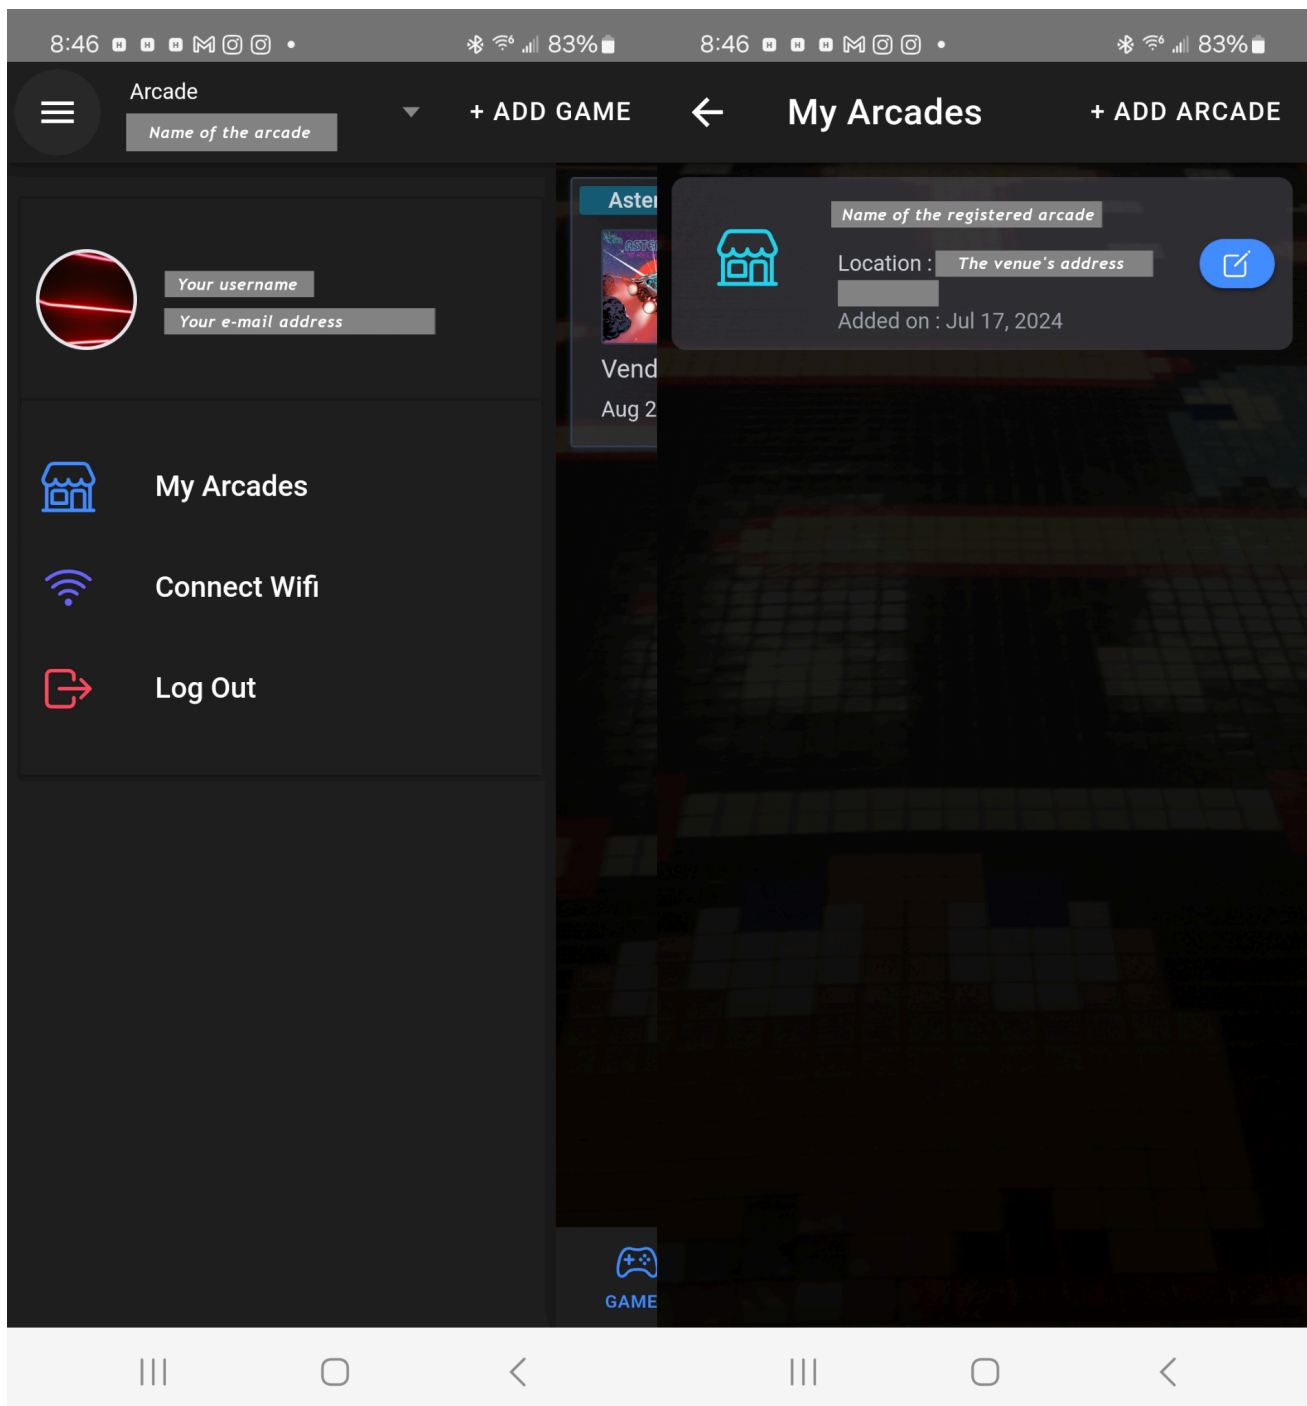 8:46
83%
Arcade
Name of the arcade
+ ADD GAME
Your username
Your e-mail address
My Arcades
Connect Wifi
Log Out
Aster
Vend
Aug 2
GAME
8:46
83%
My Arcades
+ ADD ARCADE
Name of the registered arcade
Location : The venue's address
Added on : Jul 17, 2024